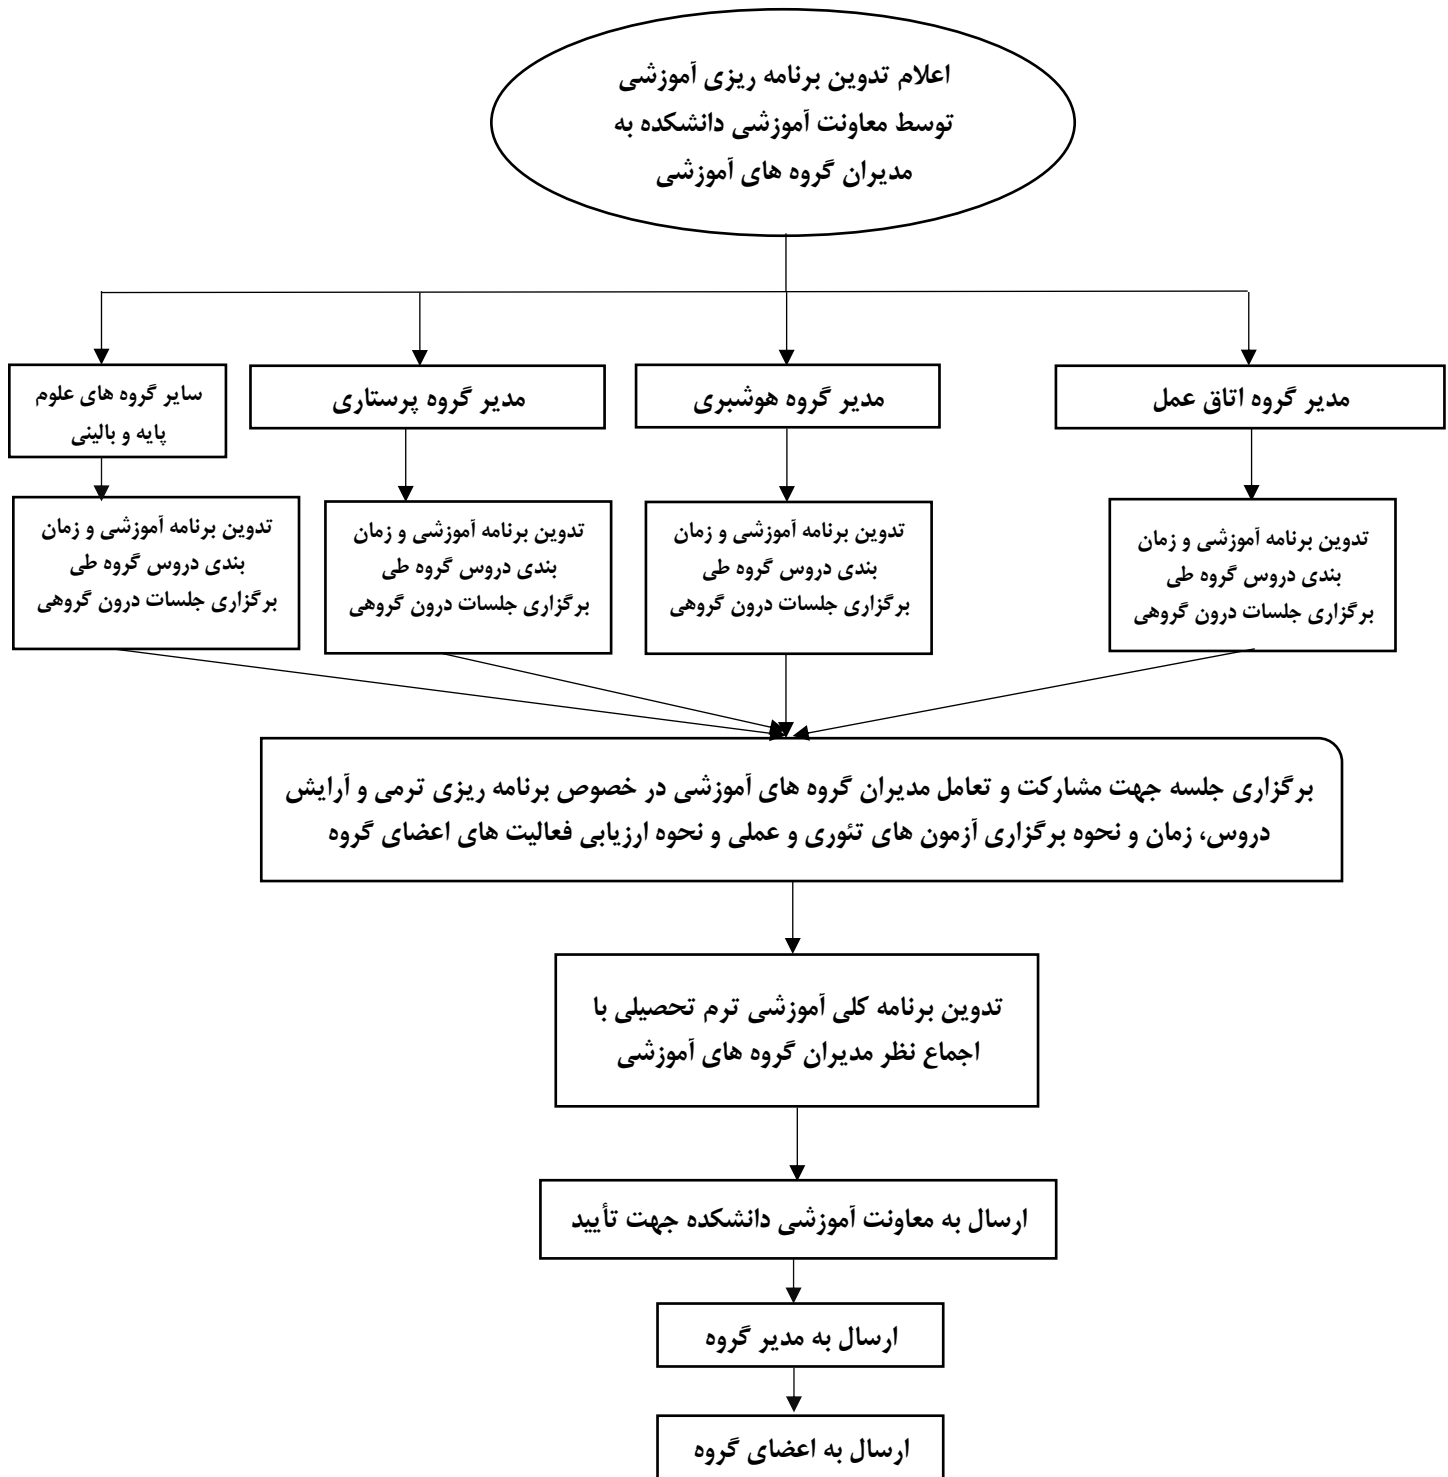 اعلام تدوین برنامه ریزی آموزشی
توسط معاونت آموزشی دانشکده به
مدیران گروه های آموزشی
مدیر گروه اتاق عمل
مدیر گروه هوشبری
مدیر گروه پرستاری
سایر گروه های علوم
پایه و بالینی
تدوین برنامه آموزشی و زمان
بندی دروس گروه طی
برگزاری جلسات درون گروهی
تدوین برنامه آموزشی و زمان
بندی دروس گروه طی
برگزاری جلسات درون گروهی
تدوین برنامه آموزشی و زمان
بندی دروس گروه طی
برگزاری جلسات درون گروهی
تدوین برنامه آموزشی و زمان
بندی دروس گروه طی
برگزاری جلسات درون گروهی
برگزاری جلسه جهت مشارکت و تعامل مدیران گروه های آموزشی در خصوص برنامه ریزی ترمی و آرایش
دروس، زمان و نحوه برگزاری آزمون های تئوری و عملی و نحوه ارزیابی فعالیت های اعضای گروه
تدوین برنامه کلی آموزشی ترم تحصیلی با
اجماع نظر مدیران گروه های آموزشی
ارسال به معاونت آموزشی دانشکده جهت تأیید
ارسال به مدیر گروه
ارسال به اعضای گروه